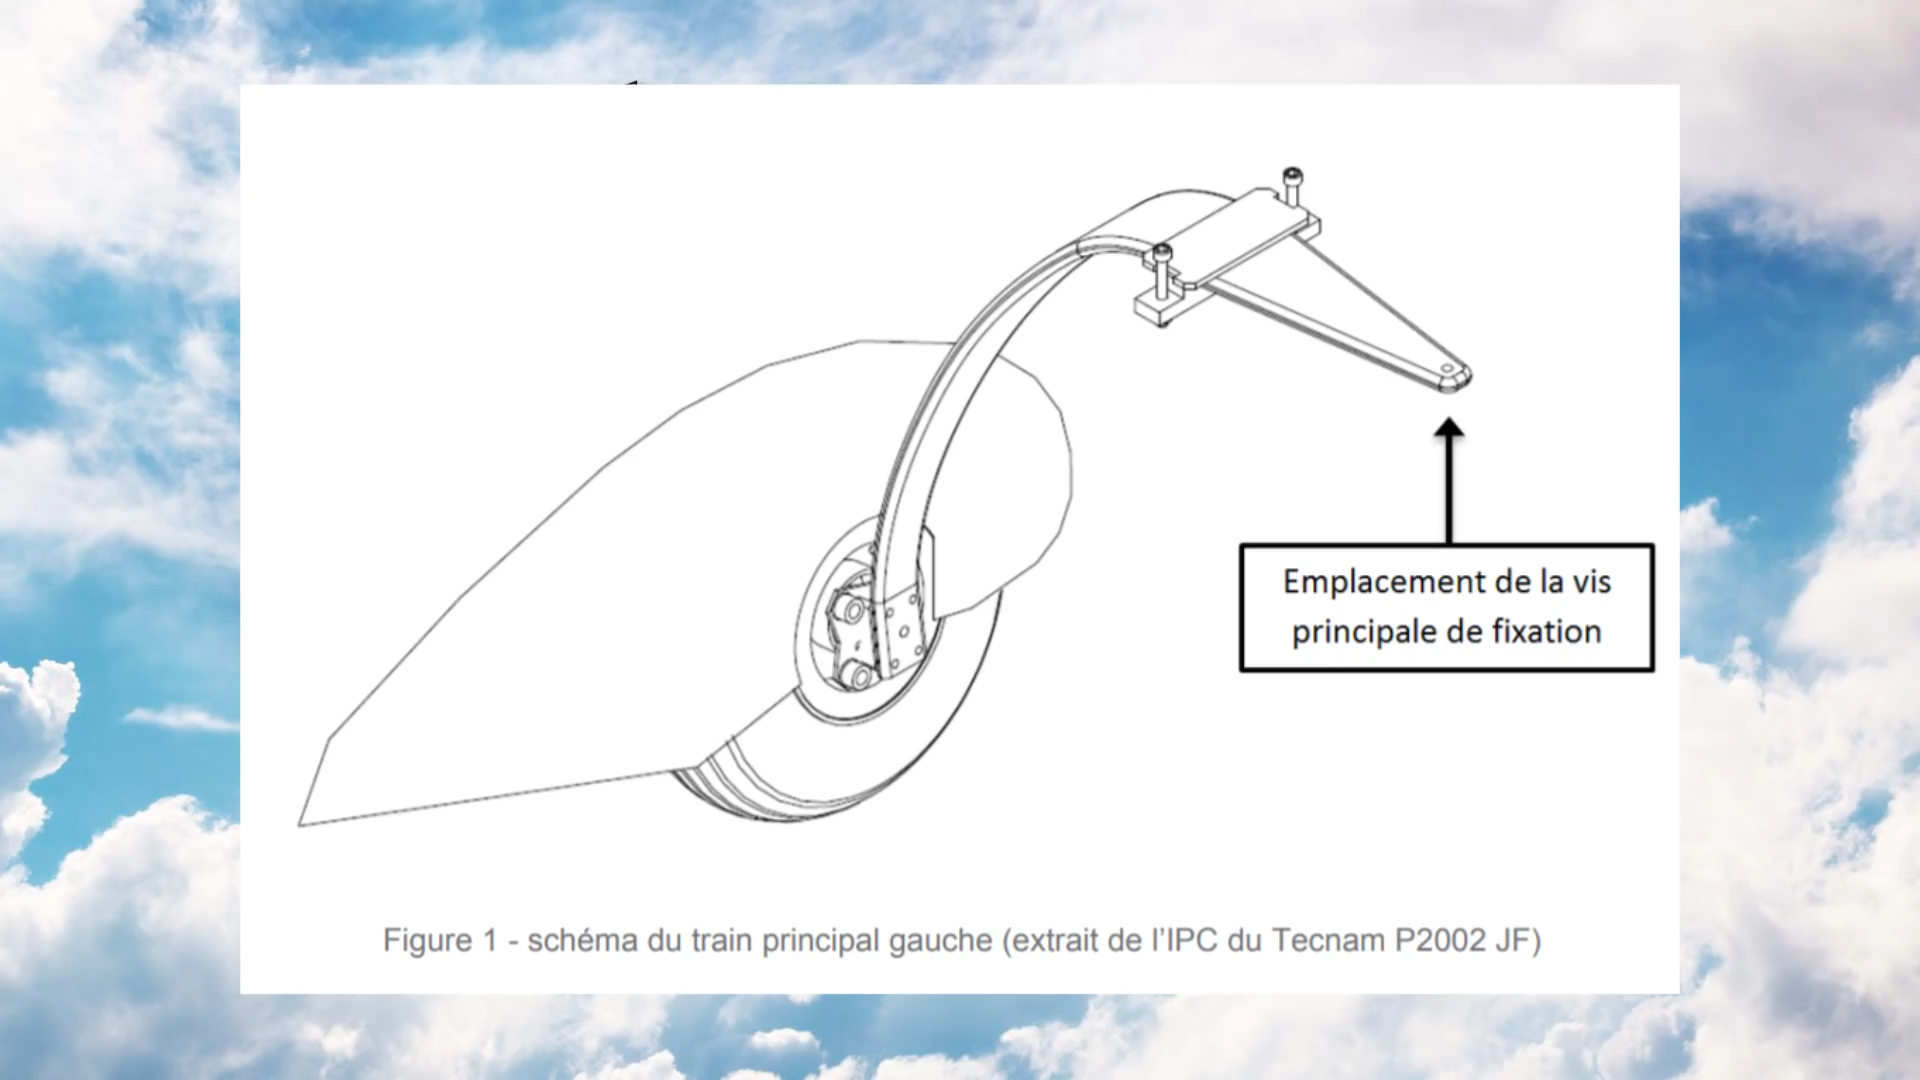 Emplacement de la vis
principale de fixation
Figure 1 - schéma du train principal gauche (extrait de l'IPC du Tecnam P2002 JF)